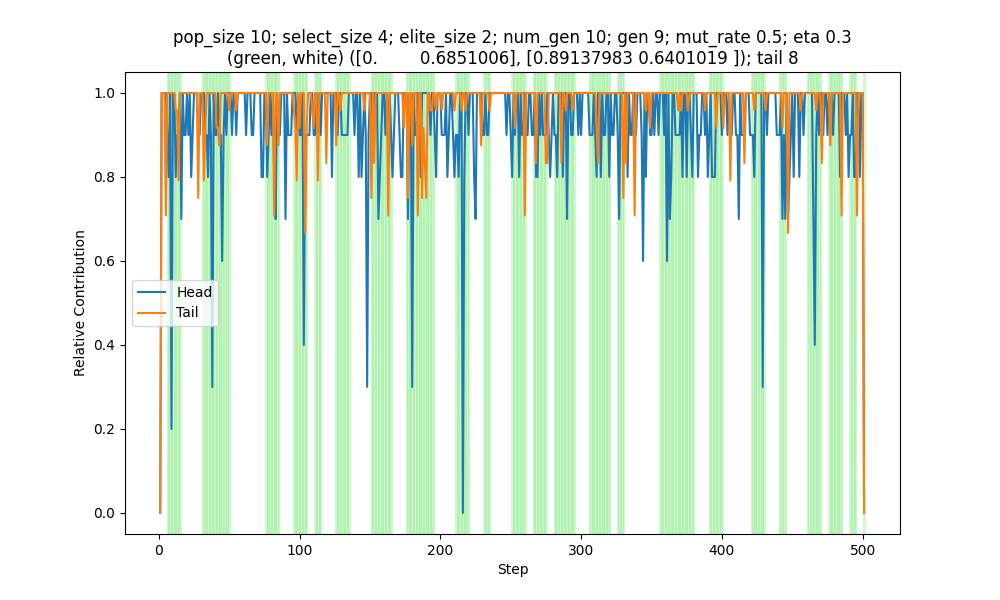 pop_size 10; select_size 4; elite_size 2; num_gen 10; gen 9; mut_rate 0.5; eta 0.3
(green, white) ([0. 0.6851006], [0.89137983 0.6401019 ]); tail 8
1.0
0.8
0.6
0.4
0.2
0.0
Relative Contribution
Head
Tail
0 100 200 300 400 500
Step